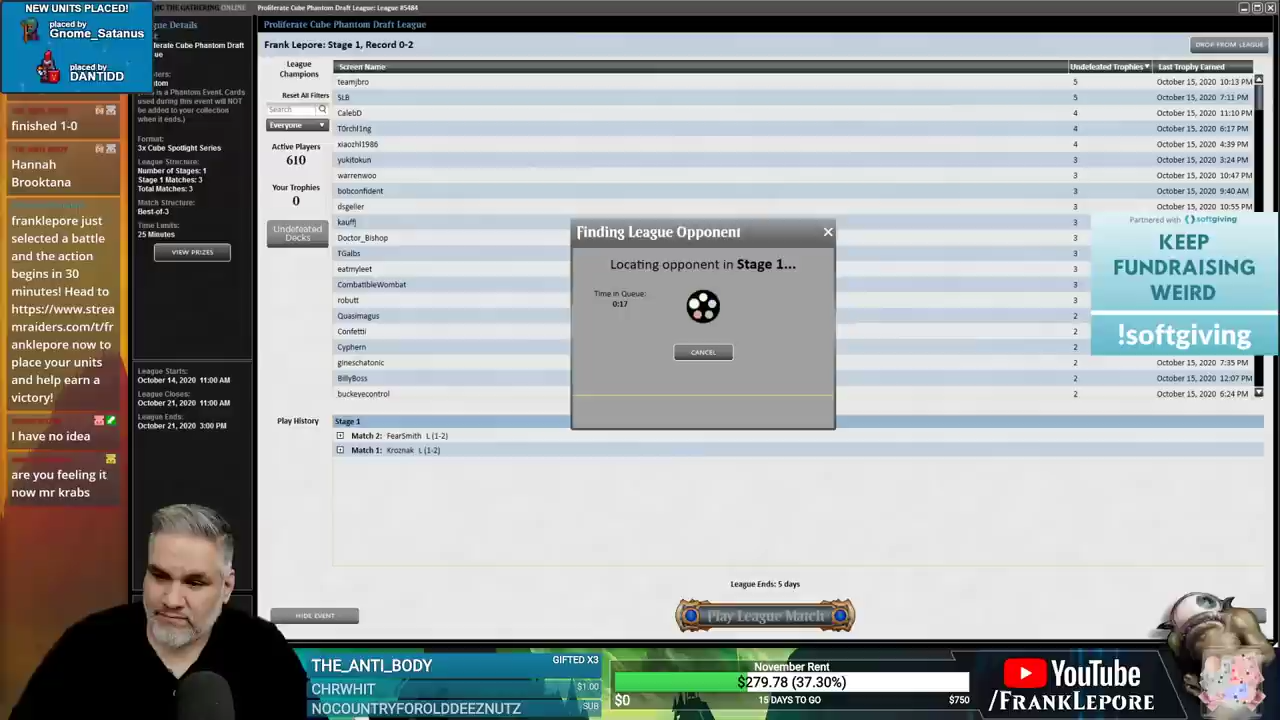 NEW UNITS PLACED!
placed by
Gnome_Satanus
placed by
DANTIDD
finished 1-0
Hannah
Brooktana
franklepore just
selected a battle
and the action
begins in 30
minutes! Head to
https://www.strea
mraiders.com/t/fr
anklepore now to
place your units
and help earn a
victory!
I have no idea
are you feeling it
now mr krabs
Format:
3x Cube Spotlight Series
League Structure:
Number of Stages: 1
Stage 1 Matches: 3
Total Matches: 3
Match Structure:
Best-of-3
Time Limits:
25 Minutes
VIEW PRIZES
League Starts:
October 14, 2020 11:00 AM
League Closes:
October 21, 2020 11:00 AM
League Ends:
October 21, 2020 3:00 PM
Proliferate Cube Phantom Draft League: League #5484
Proliferate Cube Phantom Draft League
Frank Lepore: Stage 1, Record 0-2
DROP FROM LEAGUE
League
Champions
Reset All Filters
Search
Everyone
Active Players
610
Your Trophies
0
Undefeated
Decks
Screen Name Undefeated Trophies Last Trophy Earned
teamjbro 5 October 15, 2020 10:13 PM
SLB 5 October 15, 2020 7:11 PM
CalebD 4 October 15, 2020 11:10 PM
T0rchl1ng 4 October 15, 2020 6:17 PM
xiaozhl1986 4 October 15, 2020 4:39 PM
yukitokun 3 October 15, 2020 3:24 PM
warrenwoo 3 October 15, 2020 10:47 PM
bobconfident 3 October 15, 2020 9:40 AM
dsgeller 3 October 15, 2020 10:55 PM
kauffj 3
Doctor_Bishop 3
TGalbs 3
eatmyleet 3
CombatibleWombat 3
robutt 3
Quasimagus 2
Confettii 2
Cyphern 2
gineschatonic 2 October 15, 2020 7:35 PM
BillyBoss 2 October 15, 2020 12:07 PM
buckeyecontrol 2 October 15, 2020 6:24 PM
Finding League Opponent
Locating opponent in Stage 1...
Time in Queue:
0:17
CANCEL
Play History
Stage 1
Match 2: FearSmith L (1-2)
Match 1: Kroznak L (1-2)
League Ends: 5 days
HIDE EVENT
Play League Match
Partnered with softgiving
KEEP
FUNDRAISING
WEIRD
!softgiving
THE_ANTI_BODY GIFTED X3
CHRWHIT $1.00
NOCOUNTRYFOROLDDEEZNUTZ SUB
November Rent
$279.78 (37.30%)
$0 15 DAYS TO GO $750
YouTube
/FRANKLEPORE